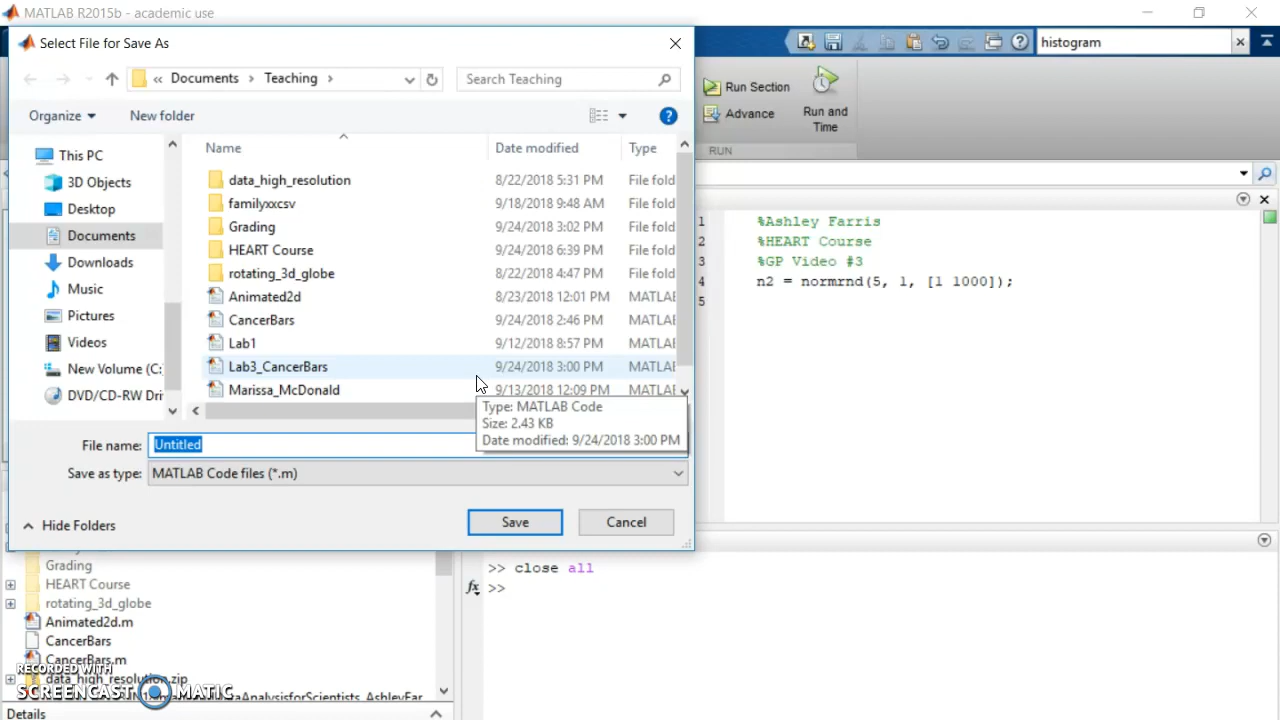 MATLAB R2015b - academic use
Select File for Save As
histogram
« Documents > Teaching >
Search Teaching
Organize
New folder
Run Section
Advance
Run and
Time
RUN
This PC
3D Objects
Desktop
Documents
Downloads
Music
Pictures
Videos
New Volume (C:
DVD/CD-RW Dri
Name Date modified Type
data_high_resolution 8/22/2018 5:31 PM File fold
familyxxcsv 9/18/2018 9:48 AM File fold
Grading 9/24/2018 3:02 PM File fold
HEART Course 9/24/2018 6:39 PM File fold
rotating_3d_globe 8/22/2018 4:47 PM File fold
Animated2d 8/23/2018 12:01 PM MATLA
CancerBars 9/24/2018 2:46 PM MATLA
Lab1 9/12/2018 8:57 PM MATLA
Lab3_CancerBars 9/24/2018 3:00 PM MATLA
Marissa_McDonald 9/13/2018 12:09 PM MATLA
Type: MATLAB Code
Size: 2.43 KB
Date modified: 9/24/2018 3:00 PM
File name: Untitled
Save as type: MATLAB Code files (*.m)
Hide Folders
Save
Cancel
1 %Ashley Farris
2 %HEART Course
3 %GP Video #3
4 n2 = normrnd(5, 1, [1 1000]);
5
>> close all
fx >>
Grading
HEART Course
rotating_3d_globe
Animated2d.m
CancerBars
CancerBars.m
data_high_resolution.zip
RECORDED WITH
SCREENCAST MATIC
Details